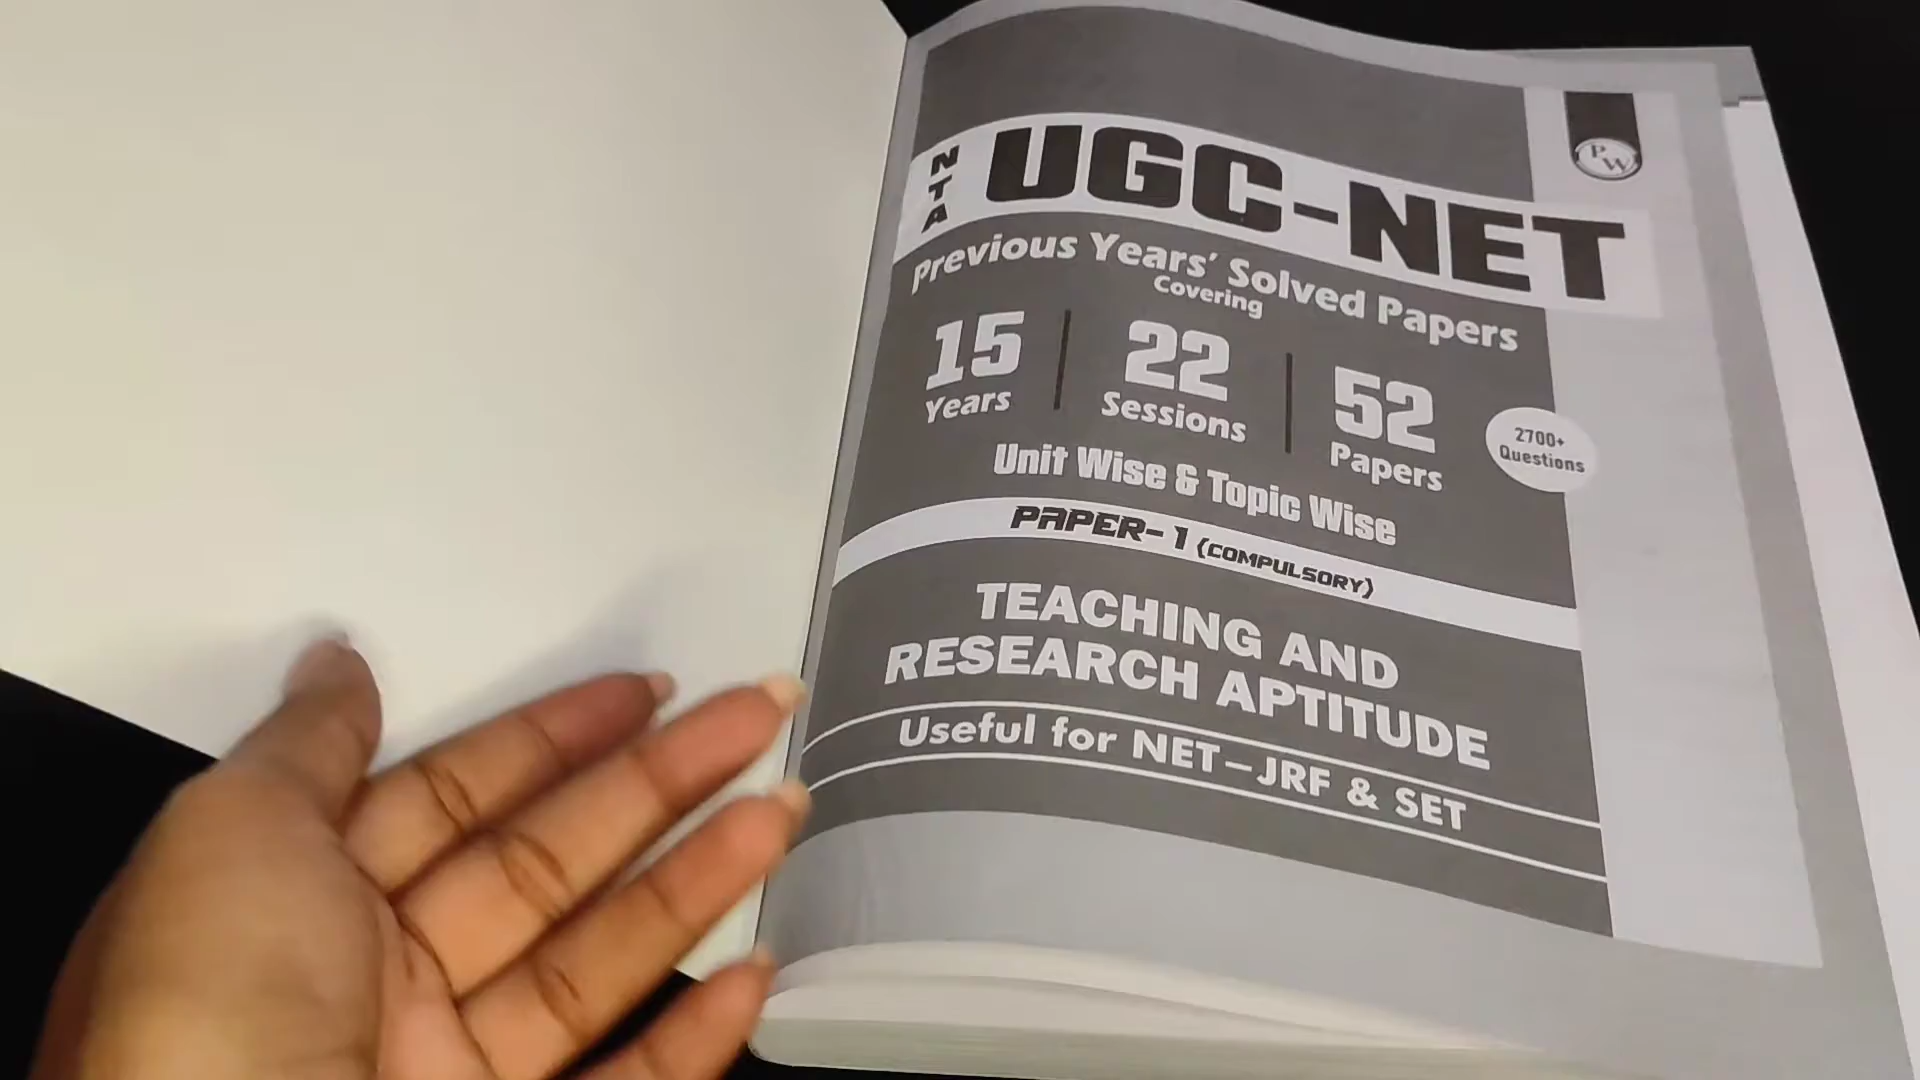 NTA
UGC-NET
PW
Previous Years' Solved Papers
Covering
15
Years
22
Sessions
52
Papers
2700+
Questions
Unit Wise & Topic Wise
PAPER-1 (COMPULSORY)
TEACHING AND
RESEARCH APTITUDE
Useful for NET-JRF & SET